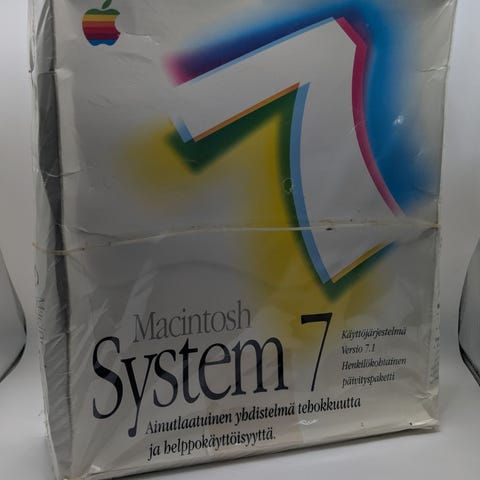 Macintosh
System 7
Käyttöjärjestelmä
Versio 7.1
Henkilökohtainen
päivityspaketti
Ainutlaatuinen yhdistelmä tehokkuutta
ja helppokäyttöisyyttä.